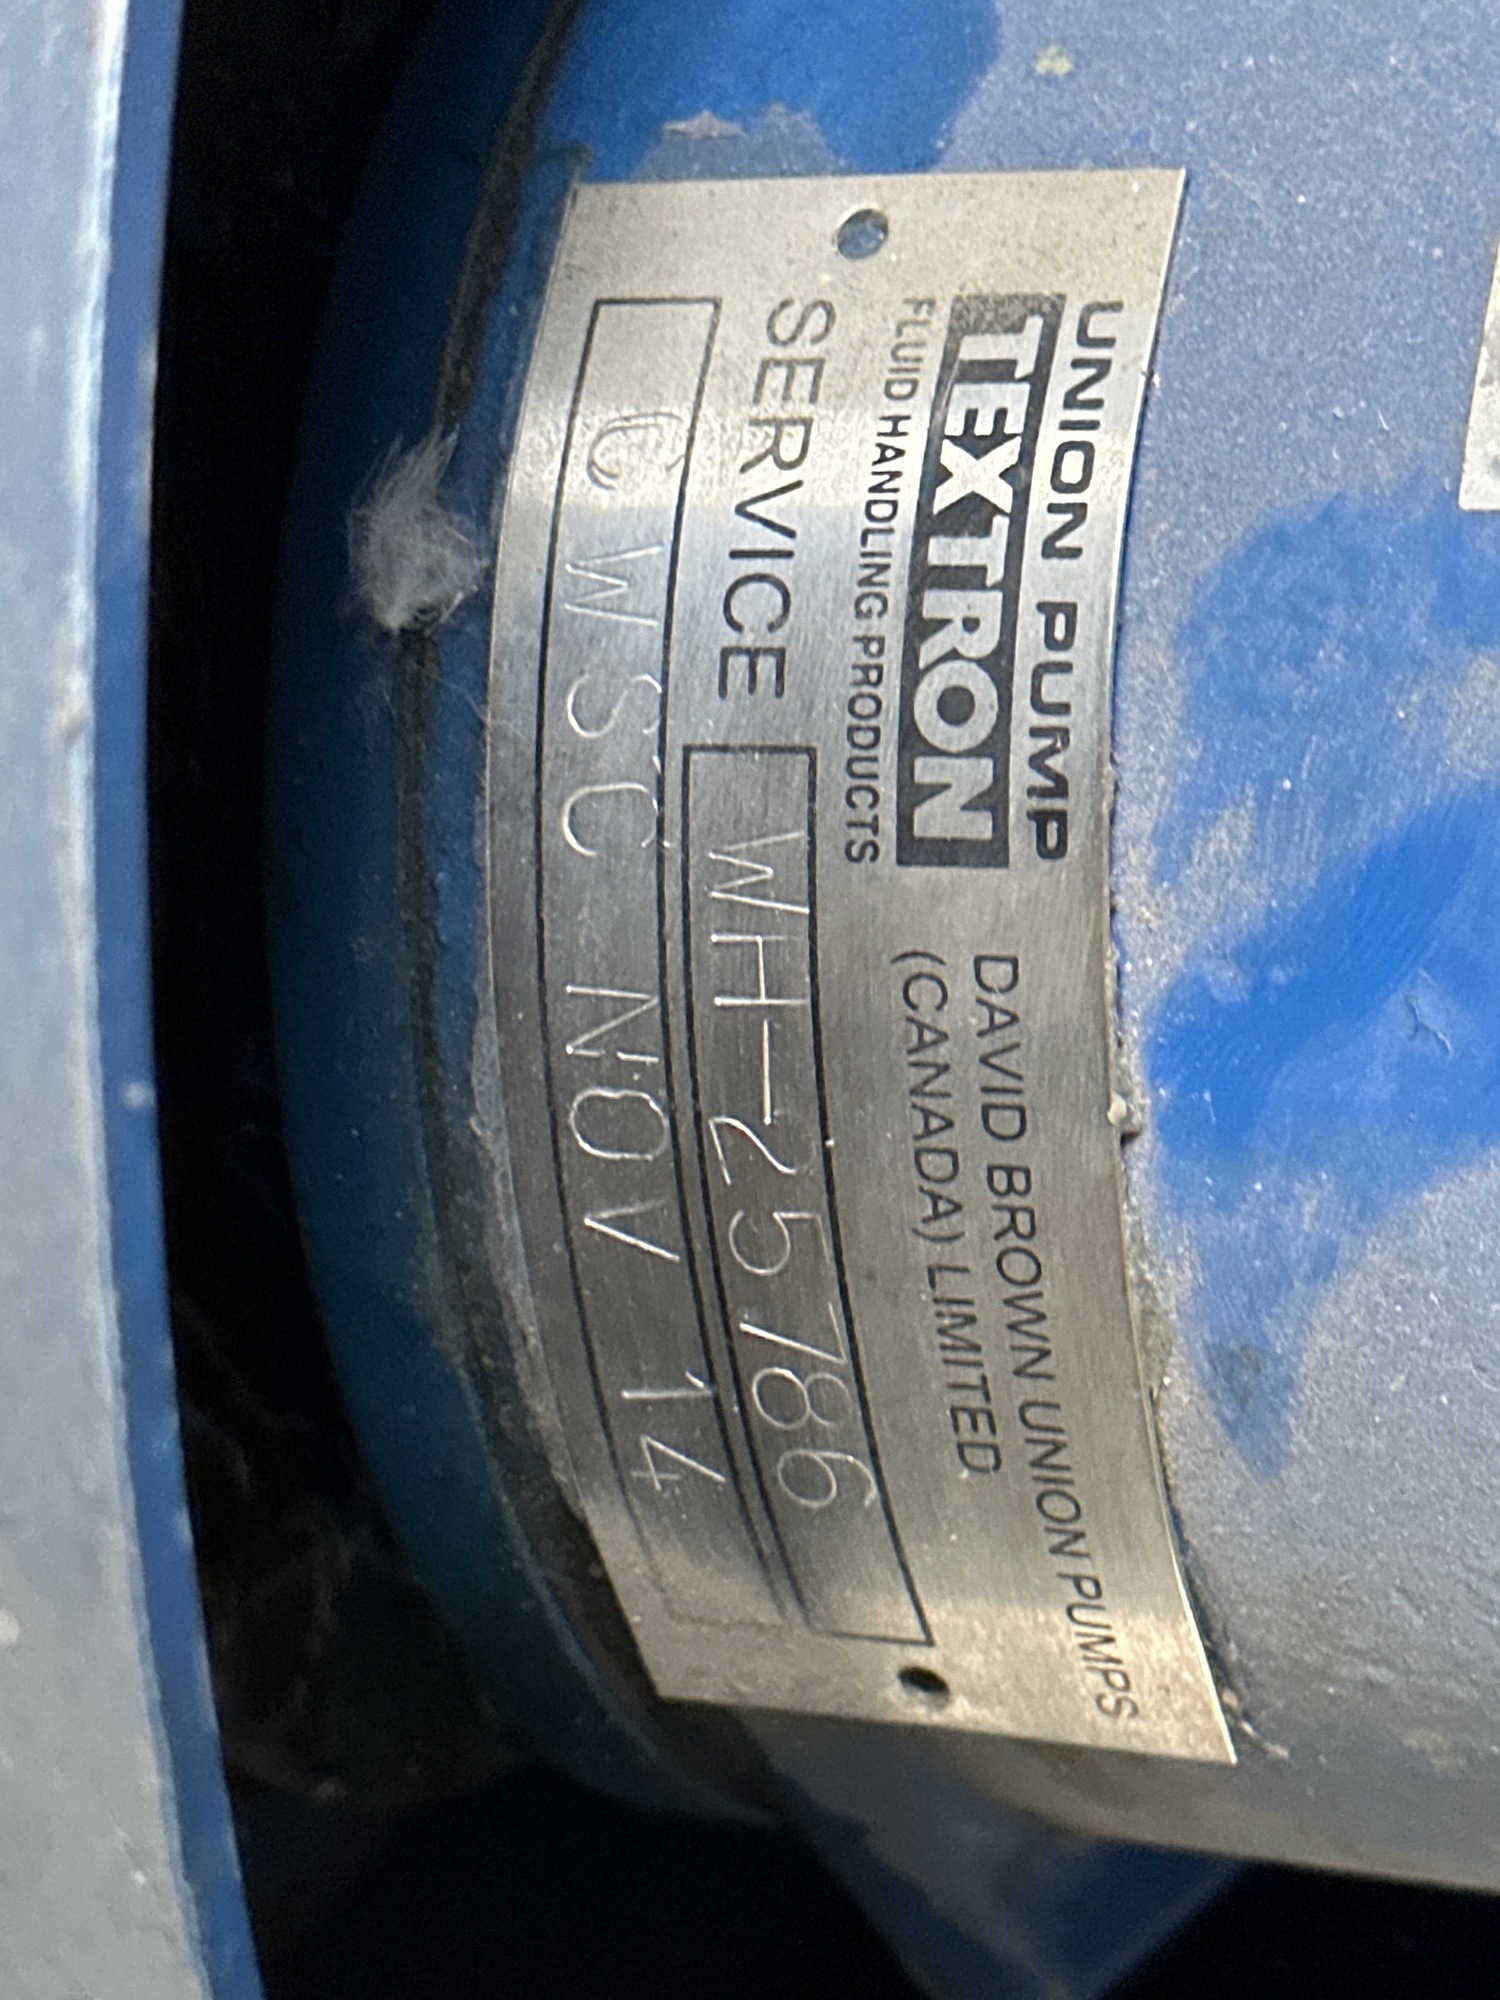 UNION PUMP
TEXTRON
FLUID HANDLING PRODUCTS
DAVID BROWN UNION PUMPS
(CANADA) LIMITED
SERVICE WH-25786
CWSC NOV 14